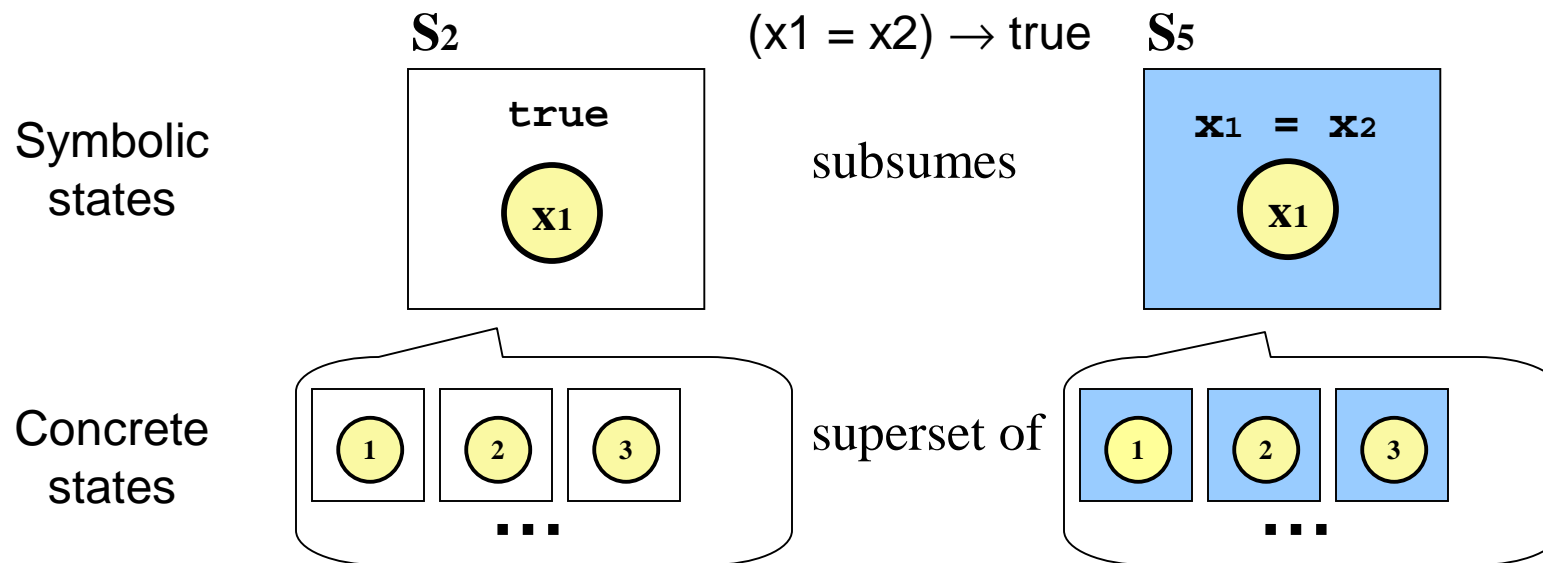 S2 (x1 = x2) → true S5
true
x1 = x2
Symbolic
states
subsumes
x1
x1
Concrete
states
superset of
1 2 3
...
1 2 3
...